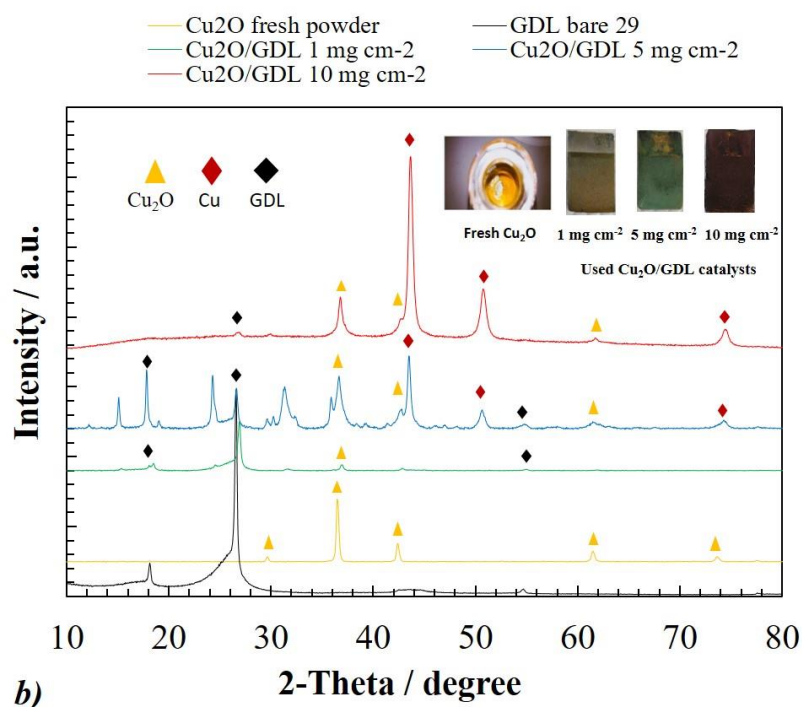 Cu2O fresh powder
GDL bare 29
Cu2O/GDL 1 mg cm-2
Cu2O/GDL 5 mg cm-2
Cu2O/GDL 10 mg cm-2
Cu₂O
Cu
GDL
Fresh Cu₂O
1 mg cm⁻²
5 mg cm⁻²
10 mg cm⁻²
Used Cu₂O/GDL catalysts
Intensity / a.u.
10 20 30 40 50 60 70 80
2-Theta / degree
b)